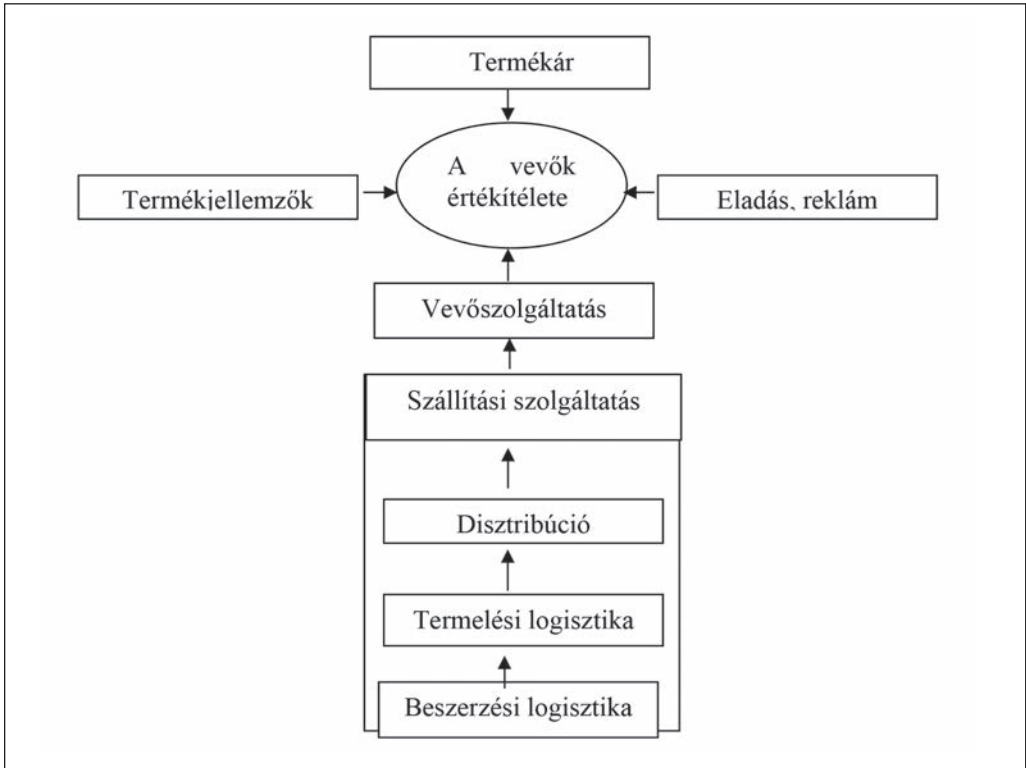 Termékár
A vevők
értékítélete
Termékjellemzők
Eladás, reklám
Vevőszolgáltatás
Szállítási szolgáltatás
Disztribúció
Termelési logisztika
Beszerzési logisztika